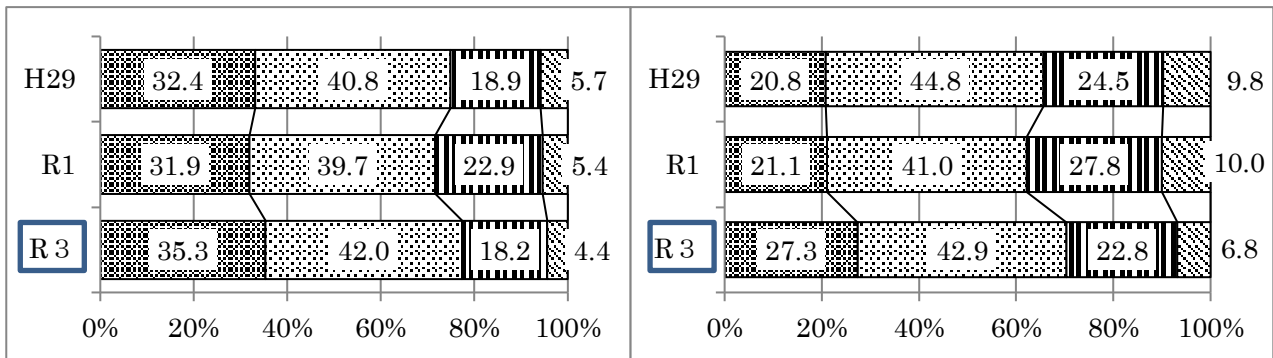 H29 32.4 40.8 18.9 5.7
R1 31.9 39.7 22.9 5.4
R 3 35.3 42.0 18.2 4.4
0% 20% 40% 60% 80% 100%
H29 20.8 44.8 24.5 9.8
R1 21.1 41.0 27.8 10.0
R 3 27.3 42.9 22.8 6.8
0% 20% 40% 60% 80% 100%